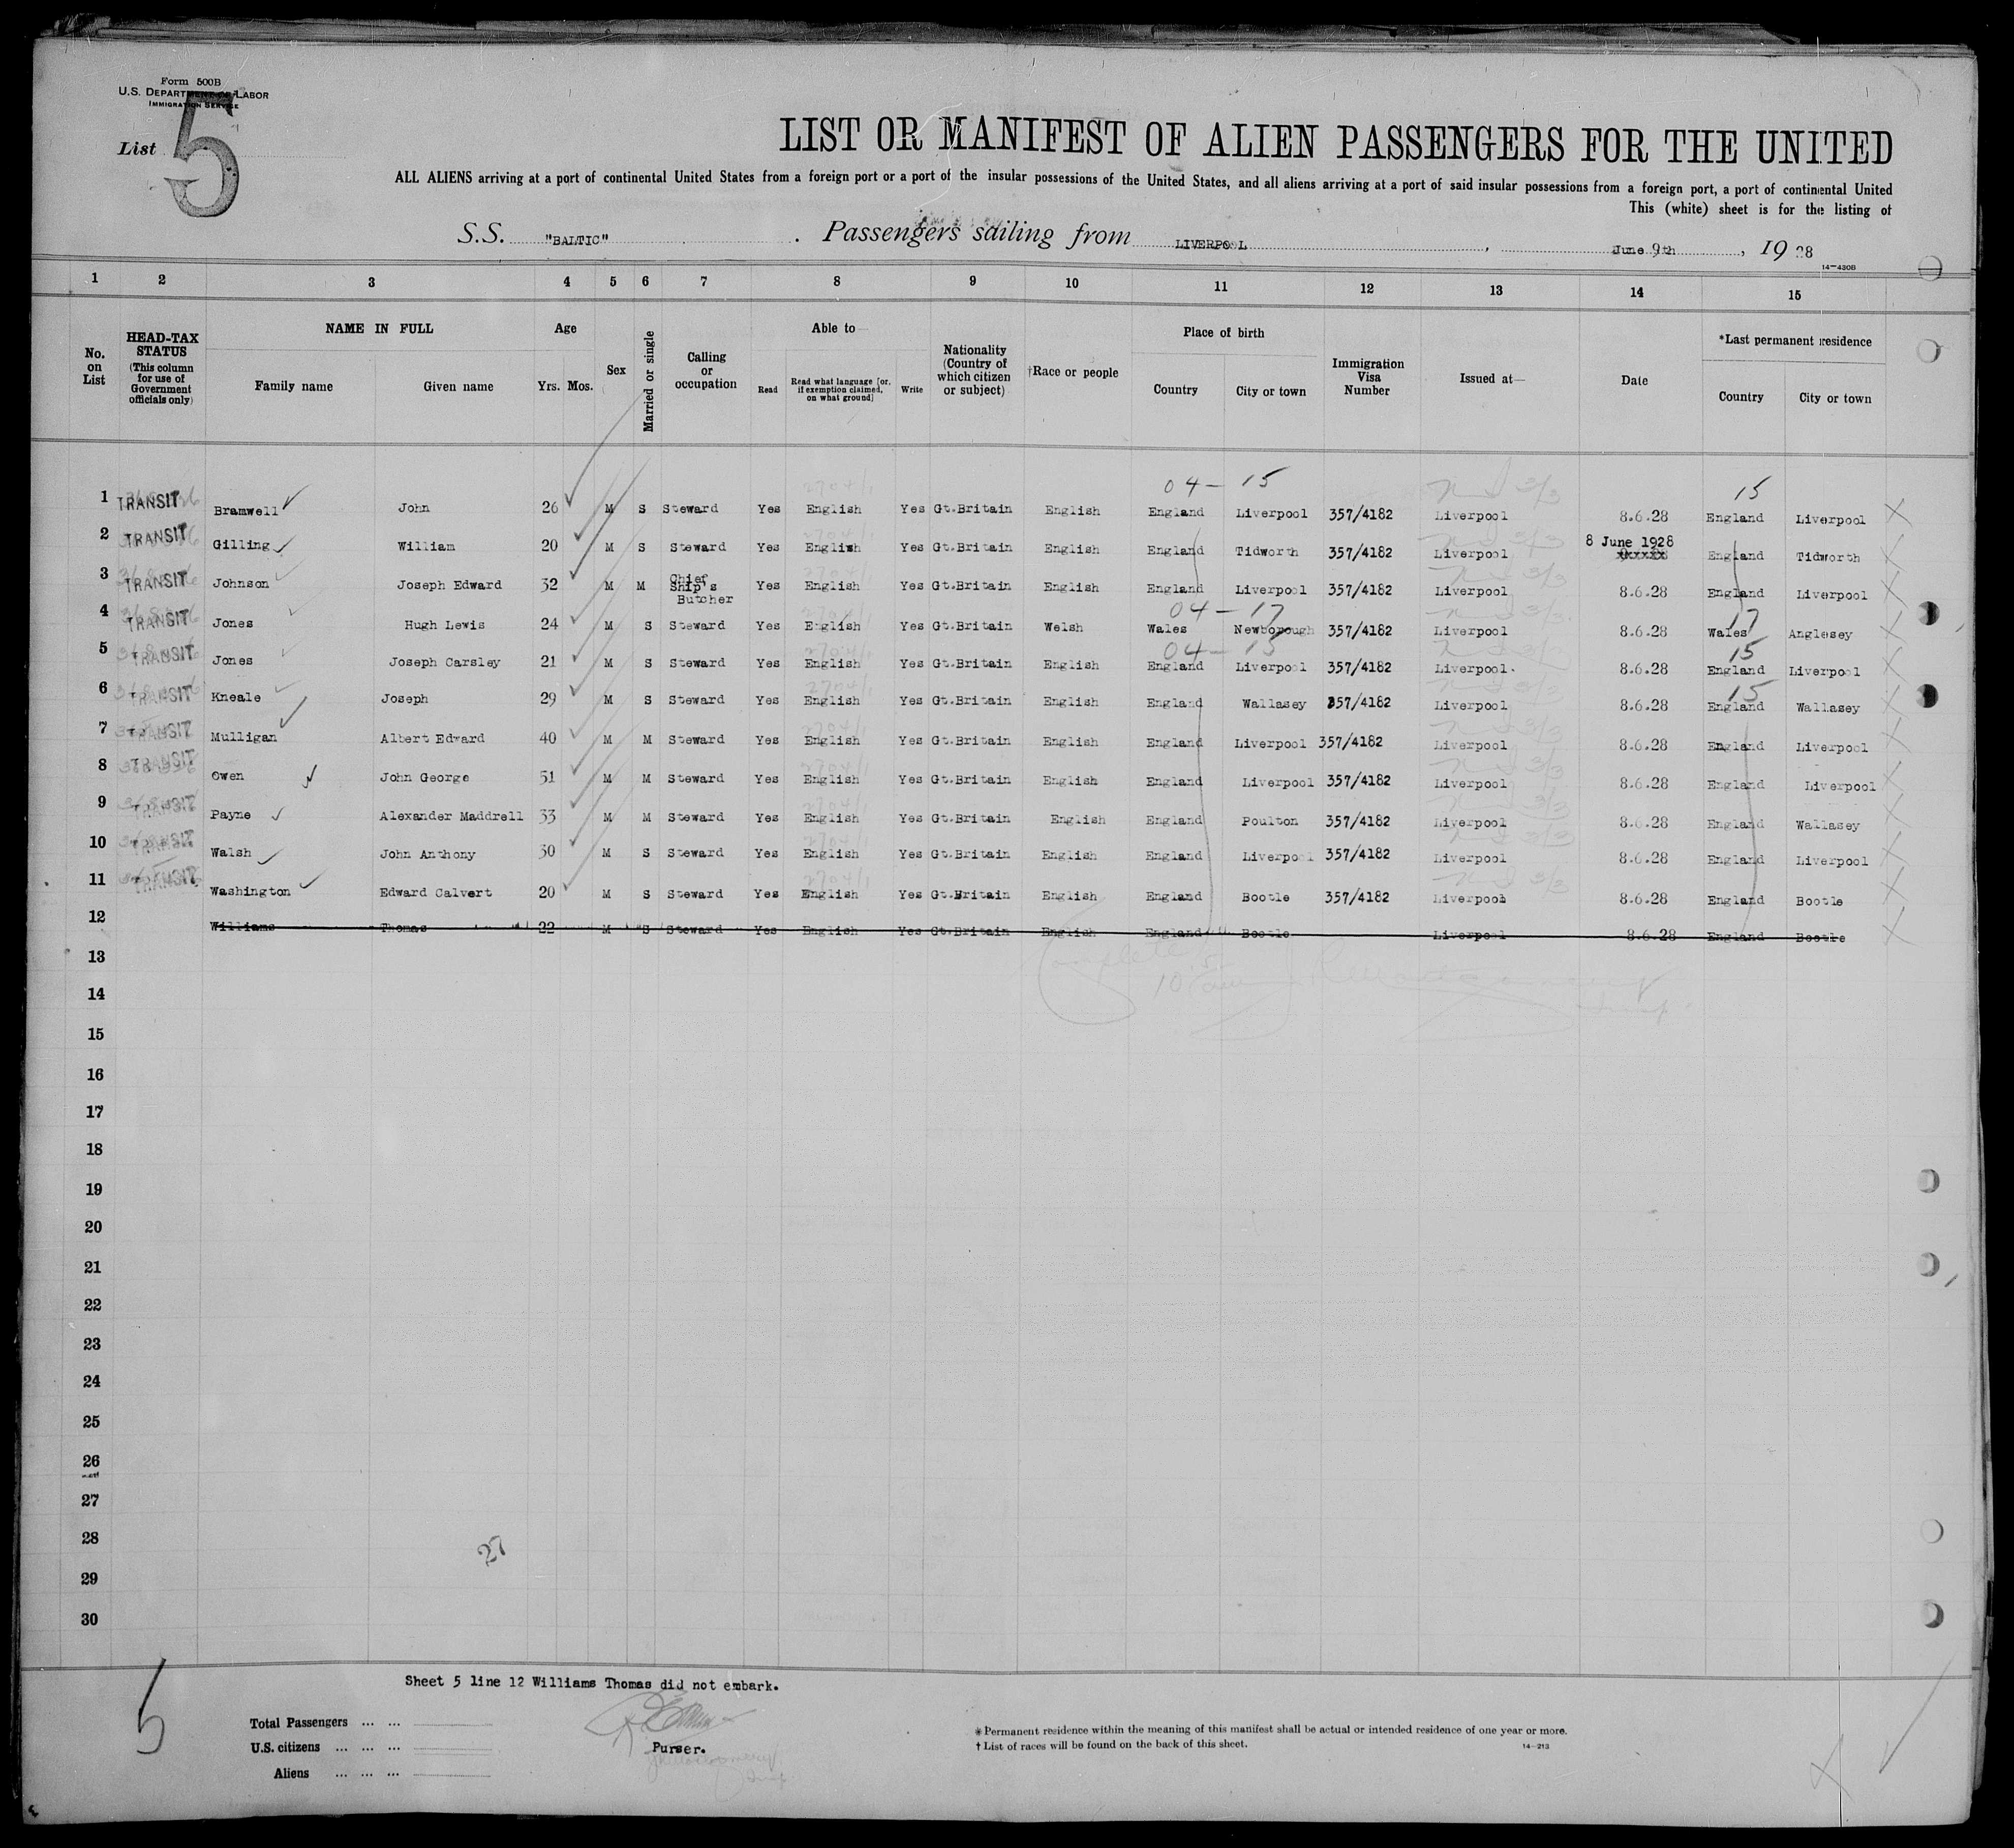 Form 500B
U.S. DEPARTMENT OF LABOR
IMMIGRATION SERVICE
List 5
LIST OR MANIFEST OF ALIEN PASSENGERS FOR THE UNITED
ALL ALIENS arriving at a port of continental United States from a foreign port or a port of the insular possessions of the United States, and all aliens arriving at a port of said insular possessions from a foreign port, a port of continental United
This (white) sheet is for the listing of
S.S. "BALTIC" . Passengers sailing from LIVERPOOL , June 9th , 1928
14—430B
1 2 3 4 5 6 7 8 9 10 11 12 13 14 15
No. on List HEAD-TAX STATUS (This column for use of Government officials only) NAME IN FULL Family name Given name Age Yrs. Mos. Sex Married or single Calling or occupation Able to— Read Read what language [or, if exemption claimed, on what ground] Write Nationality (Country of which citizen or subject) †Race or people Place of birth Country City or town Immigration Visa Number Issued at— Date *Last permanent residence Country City or town
04 — 15 15
1 TRANSIT Bramwell John 26 M S Steward Yes English Yes Gt.Britain English England Liverpool 357/4182 Liverpool 8.6.28 England Liverpool
2 TRANSIT Gilling William 20 M S Steward Yes English Yes Gt.Britain English England Tidworth 357/4182 Liverpool 8 June 1928 xxxxxx England Tidworth
3 TRANSIT Johnson Joseph Edward 32 M M Chief Ship's Butcher Yes English Yes Gt.Britain English England Liverpool 357/4182 Liverpool 8.6.28 England Liverpool
04 — 17 17
4 TRANSIT Jones Hugh Lewis 24 M S Steward Yes English Yes Gt.Britain Welsh Wales Newborough 357/4182 Liverpool 8.6.28 Wales Anglesey
04 — 15 15
5 TRANSIT Jones Joseph Carsley 21 M S Steward Yes English Yes Gt.Britain English England Liverpool 357/4182 Liverpool. 8.6.28 England Liverpool
15
6 TRANSIT Kneale Joseph 29 M S Steward Yes English Yes Gt.Britain English England Wallasey 357/4182 Liverpool 8.6.28 England Wallasey
7 TRANSIT Mulligan Albert Edward 40 M M Steward Yes English Yes Gt.Britain English England Liverpool 357/4182 Liverpool 8.6.28 England Liverpool
8 TRANSIT Owen John George 51 M M Steward Yes English Yes Gt.Britain English England Liverpool 357/4182 Liverpool 8.6.28 England Liverpool
9 TRANSIT Payne Alexander Maddrell 33 M M Steward Yes English Yes Gt.Britain English England Poulton 357/4182 Liverpool 8.6.28 England Wallasey
10 TRANSIT Walsh John Anthony 30 M S Steward Yes English Yes Gt.Britain English England Liverpool 357/4182 Liverpool 8.6.28 England Liverpool
11 TRANSIT Washington Edward Calvert 20 M S Steward Yes English Yes Gt.Britain English England Bootle 357/4182 Liverpool 8.6.28 England Bootle
12 Williams Thomas 22 M S Steward Yes English Yes Gt.Britain English England Bootle Liverpool 8.6.28 England Bootle
13
14
15
16
17
18
19
20
21
22
23
24
25
26
27
28
27
29
30
Sheet 5 line 12 Williams Thomas did not embark.
5
Total Passengers ... ...
U.S. citizens ... ... ...
Aliens ... ... ...
Purser.
* Permanent residence within the meaning of this manifest shall be actual or intended residence of one year or more.
† List of races will be found on the back of this sheet.
14—213